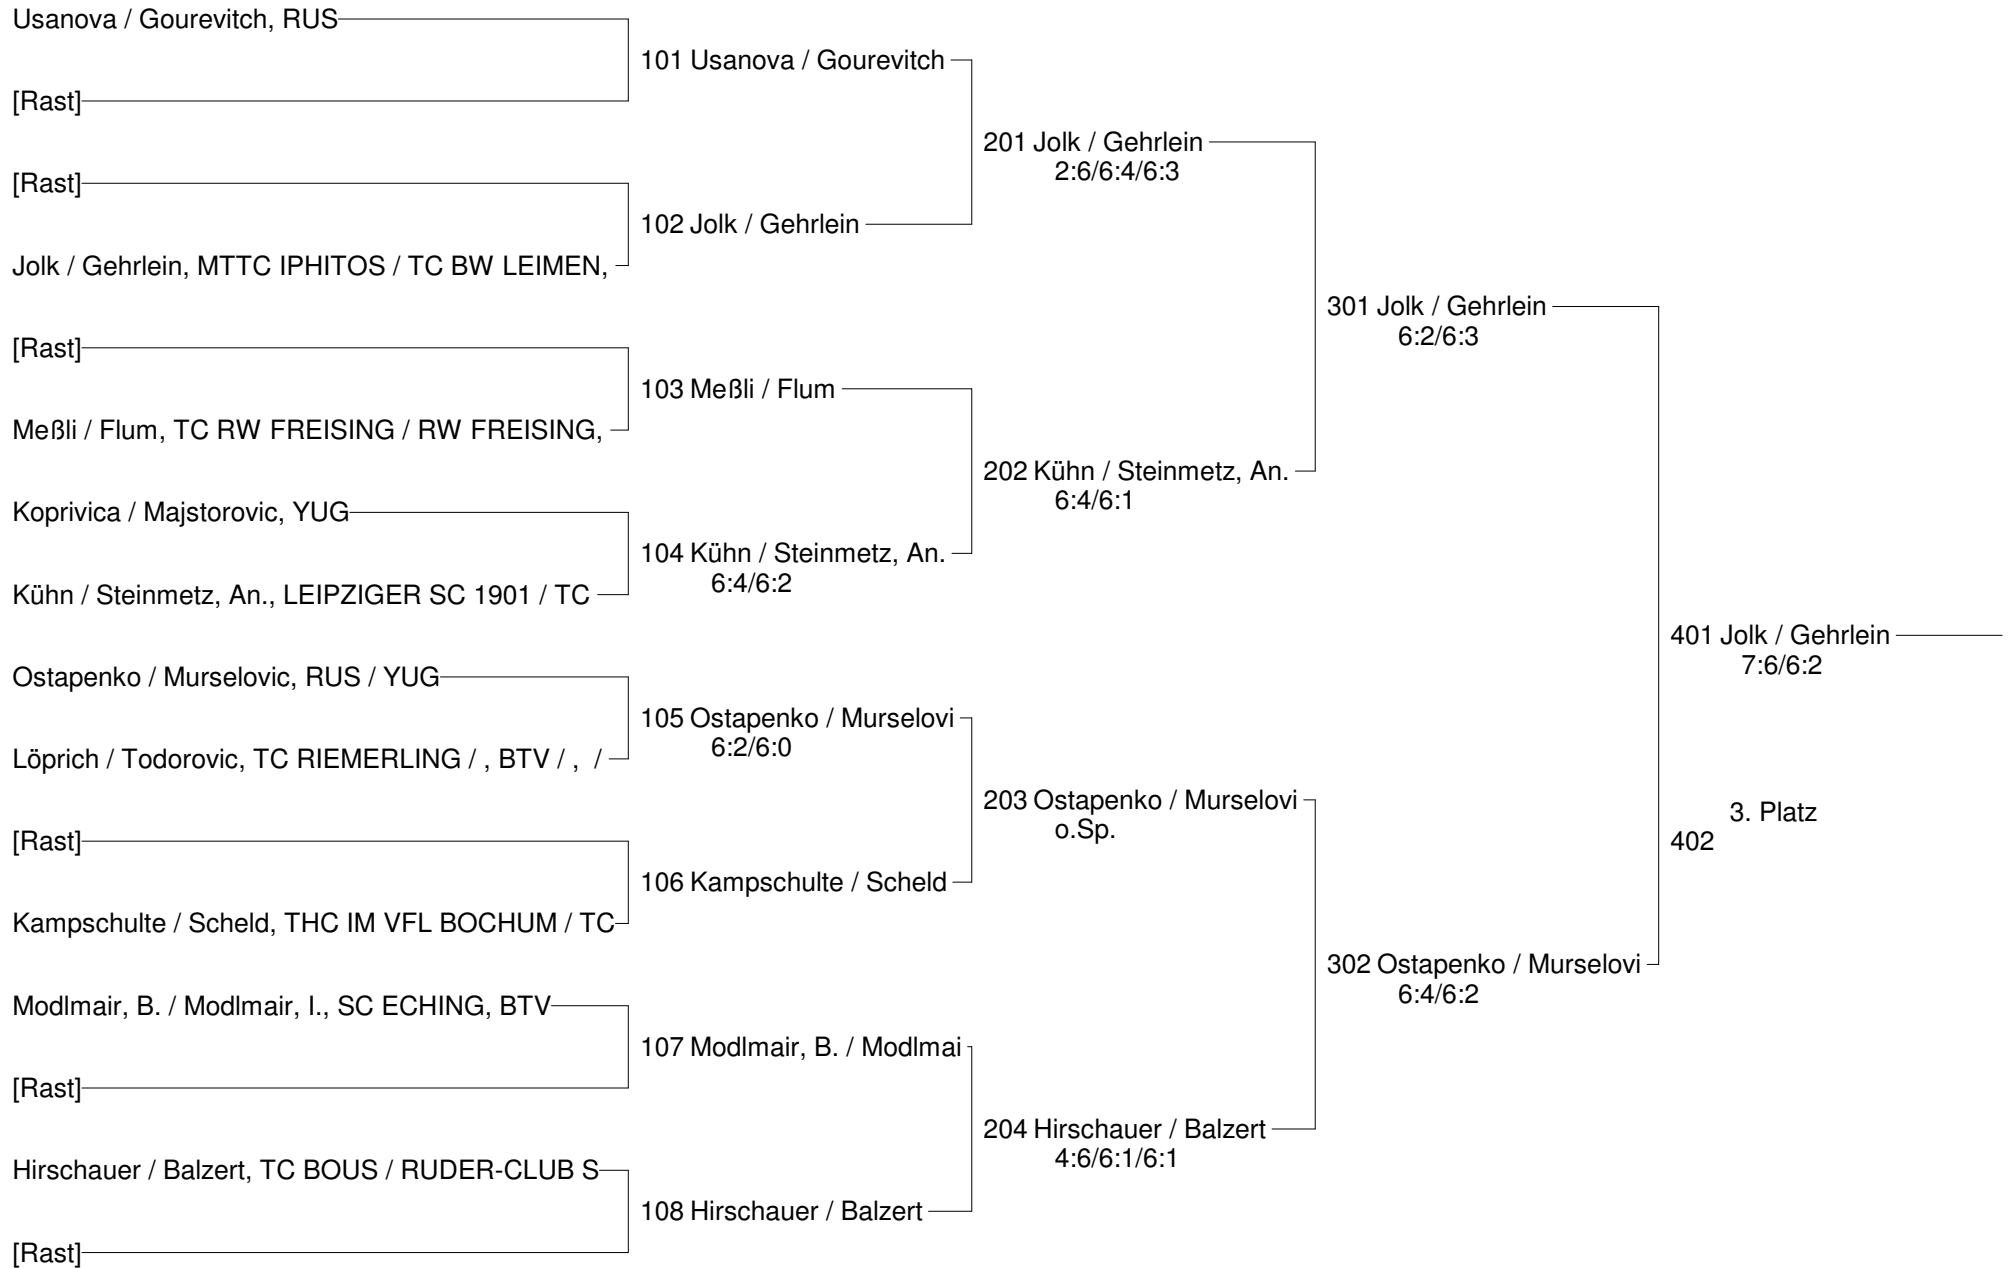 Usanova / Gourevitch, RUS
[Rast]
[Rast]
Jolk / Gehrlein, MTTC IPHITOS / TC BW LEIMEN,
[Rast]
Meßli / Flum, TC RW FREISING / RW FREISING,
Koprivica / Majstorovic, YUG
Kühn / Steinmetz, An., LEIPZIGER SC 1901 / TC
Ostapenko / Murselovic, RUS / YUG
Löprich / Todorovic, TC RIEMERLING / , BTV / ,  /
[Rast]
Kampschulte / Scheld, THC IM VFL BOCHUM / TC
Modlmair, B. / Modlmair, I., SC ECHING, BTV
[Rast]
Hirschauer / Balzert, TC BOUS / RUDER-CLUB S
[Rast]
101 Usanova / Gourevitch
102 Jolk / Gehrlein
103 Meßli / Flum
104 Kühn / Steinmetz, An.
6:4/6:2
105 Ostapenko / Murselovi
6:2/6:0
106 Kampschulte / Scheld
107 Modlmair, B. / Modlmai
108 Hirschauer / Balzert
201 Jolk / Gehrlein
2:6/6:4/6:3
202 Kühn / Steinmetz, An.
6:4/6:1
203 Ostapenko / Murselovi
o.Sp.
204 Hirschauer / Balzert
4:6/6:1/6:1
301 Jolk / Gehrlein
6:2/6:3
302 Ostapenko / Murselovi
6:4/6:2
401 Jolk / Gehrlein
7:6/6:2
3. Platz
402